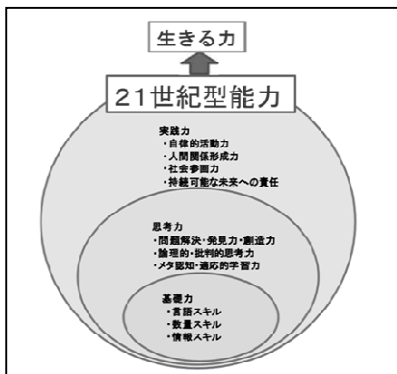 生きる力
21世紀型能力
実践力
・自律的活動力
・人間関係形成力
・社会参画力
・持続可能な未来への責任
思考力
・問題解決・発見力・創造力
・論理的・批判的思考力
・メタ認知・適応的学習力
基礎力
・言語スキル
・数量スキル
・情報スキル